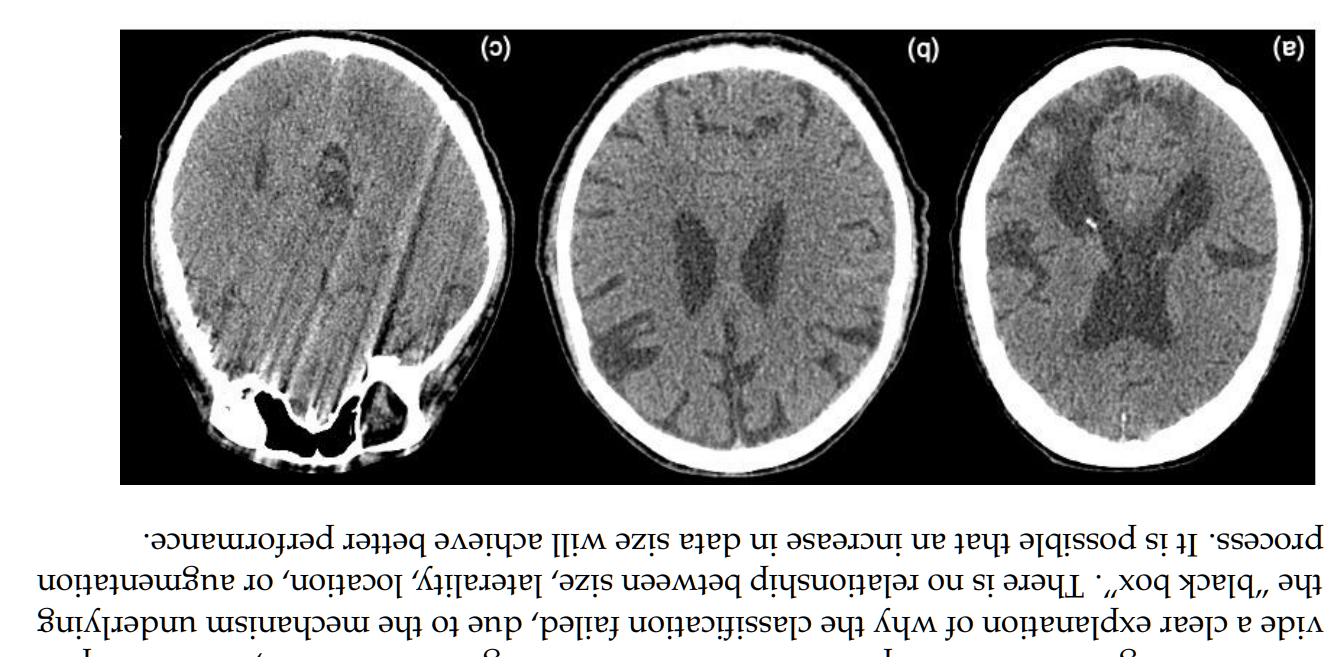 vide a clear explanation of why the classification failed, due to the mechanism underlying
the “black box”. There is no relationship between size, laterality, location, or augmentation
process. It is possible that an increase in data size will achieve better performance.
(a) (b) (c)